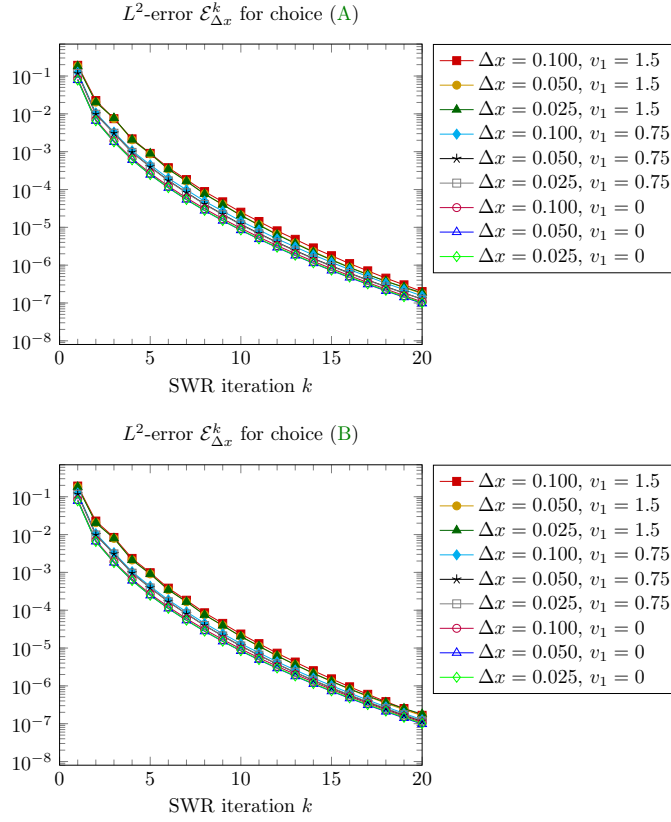 L²-error ℰᵏ_Δx for choice (A)
10⁻¹
10⁻²
10⁻³
10⁻⁴
10⁻⁵
10⁻⁶
10⁻⁷
10⁻⁸
0 5 10 15 20
SWR iteration k
Δx = 0.100, v₁ = 1.5
Δx = 0.050, v₁ = 1.5
Δx = 0.025, v₁ = 1.5
Δx = 0.100, v₁ = 0.75
Δx = 0.050, v₁ = 0.75
Δx = 0.025, v₁ = 0.75
Δx = 0.100, v₁ = 0
Δx = 0.050, v₁ = 0
Δx = 0.025, v₁ = 0
L²-error ℰᵏ_Δx for choice (B)
10⁻¹
10⁻²
10⁻³
10⁻⁴
10⁻⁵
10⁻⁶
10⁻⁷
10⁻⁸
0 5 10 15 20
SWR iteration k
Δx = 0.100, v₁ = 1.5
Δx = 0.050, v₁ = 1.5
Δx = 0.025, v₁ = 1.5
Δx = 0.100, v₁ = 0.75
Δx = 0.050, v₁ = 0.75
Δx = 0.025, v₁ = 0.75
Δx = 0.100, v₁ = 0
Δx = 0.050, v₁ = 0
Δx = 0.025, v₁ = 0